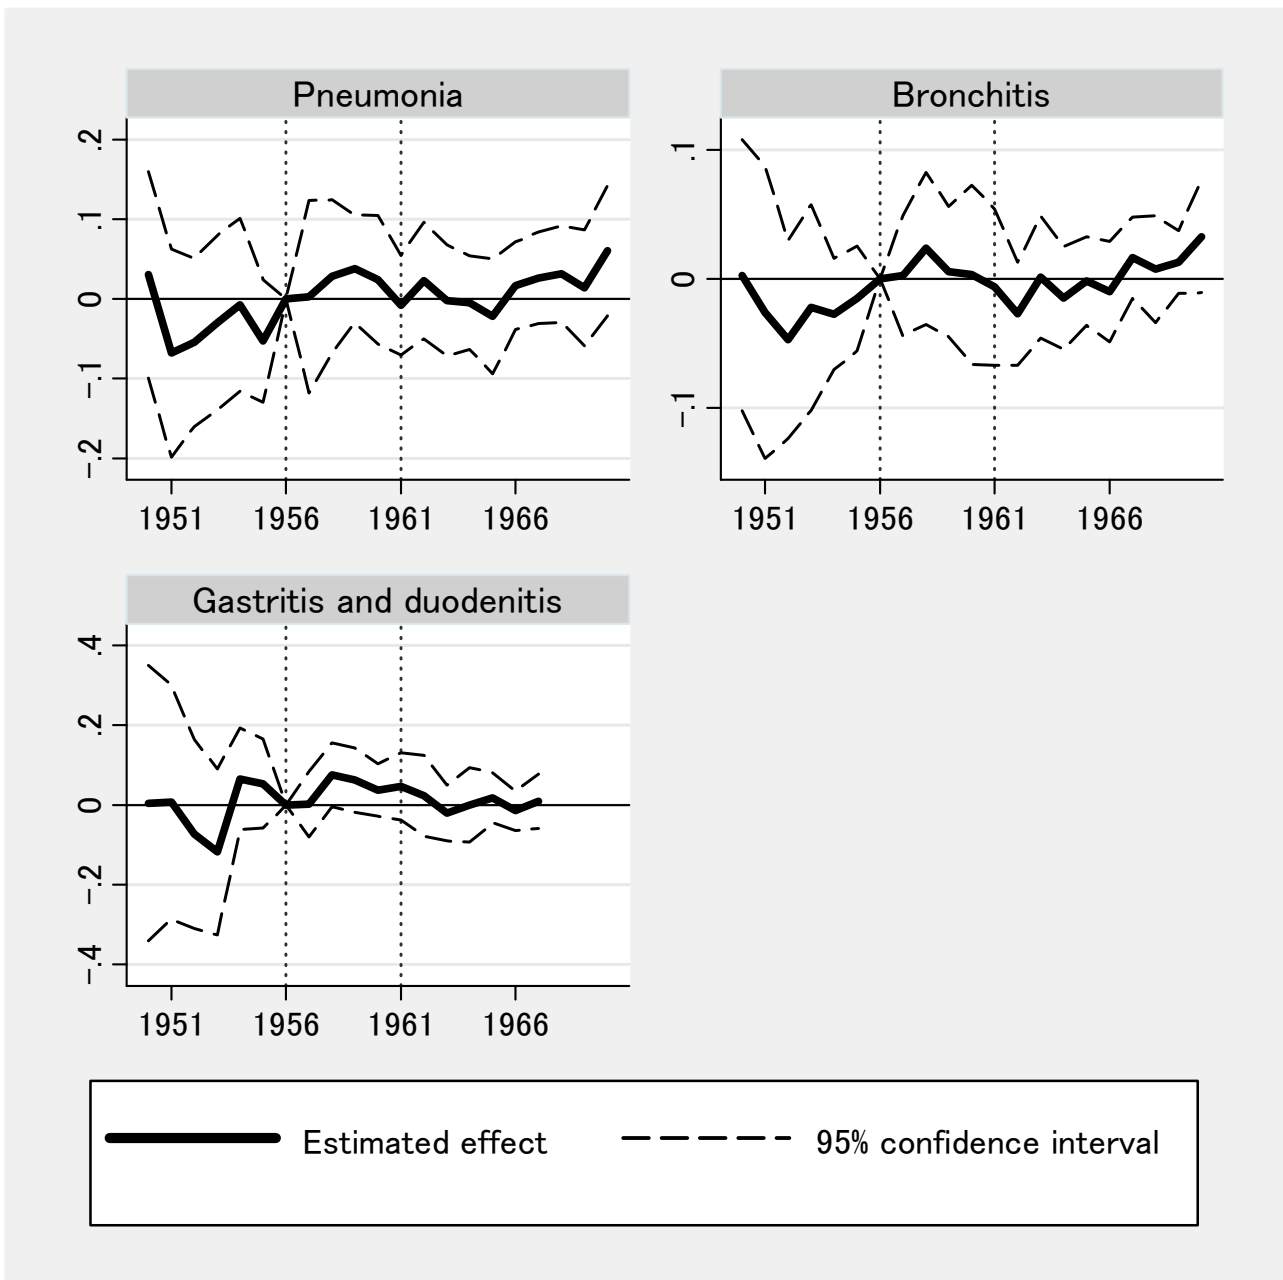 Pneumonia
.2
.1
0
-.1
-.2
1951 1956 1961 1966
Bronchitis
.1
0
-.1
1951 1956 1961 1966
Gastritis and duodenitis
.4
.2
0
-.2
-.4
1951 1956 1961 1966
Estimated effect 95% confidence interval